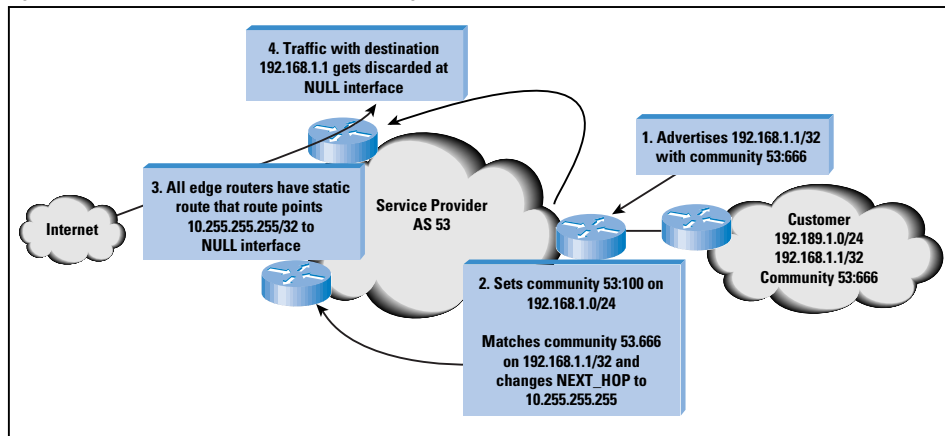 4. Traffic with destination
192.168.1.1 gets discarded at
NULL interface
1. Advertises 192.168.1.1/32
with community 53:666
3. All edge routers have static
route that route points
10.255.255.255/32 to
NULL interface
Internet
Service Provider
AS 53
Customer
192.189.1.0/24
192.168.1.1/32
Community 53:666
2. Sets community 53:100 on
192.168.1.0/24
Matches community 53.666
on 192.168.1.1/32 and
changes NEXT_HOP to
10.255.255.255